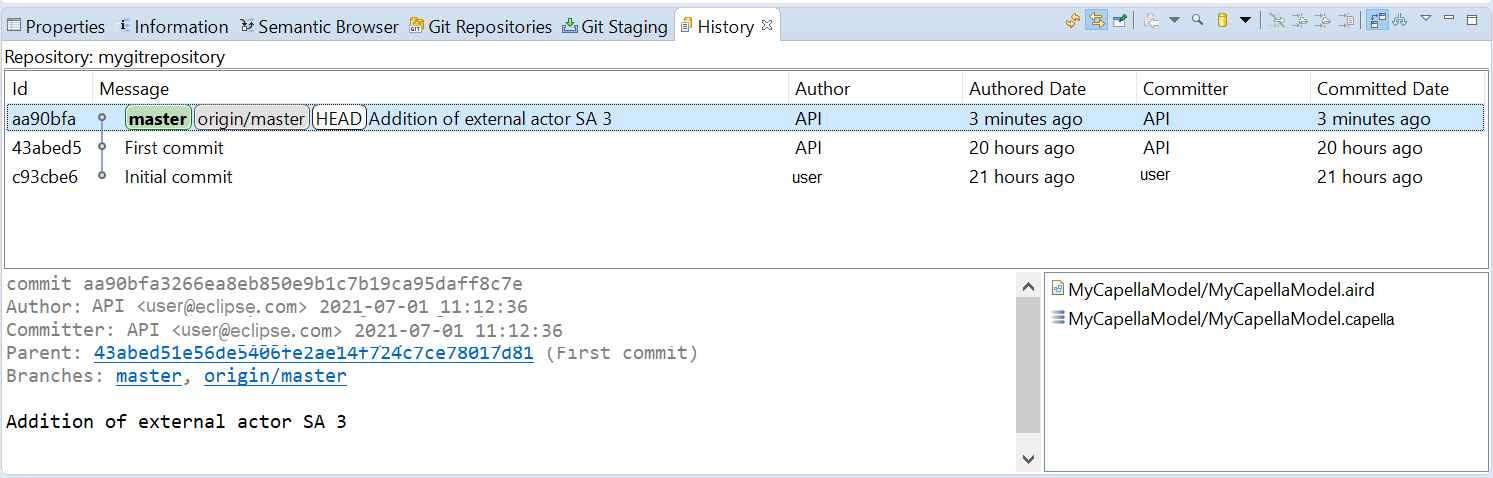 Properties Information Semantic Browser Git Repositories Git Staging History
Repository: mygitrepository
Id Message Author Authored Date Committer Committed Date
aa90bfa master origin/master HEAD Addition of external actor SA 3 API 3 minutes ago API 3 minutes ago
43abed5 First commit API 20 hours ago API 20 hours ago
c93cbe6 Initial commit user 21 hours ago user 21 hours ago
commit aa90bfa3266ea8eb850e9b1c7b19ca95daff8c7e
Author: API <user@eclipse.com> 2021-07-01 11:12:36
Committer: API <user@eclipse.com> 2021-07-01 11:12:36
Parent: 43abed51e56de5406fe2ae14f724c7ce78017d81 (First commit)
Branches: master, origin/master
Addition of external actor SA 3
MyCapellaModel/MyCapellaModel.aird
MyCapellaModel/MyCapellaModel.capella